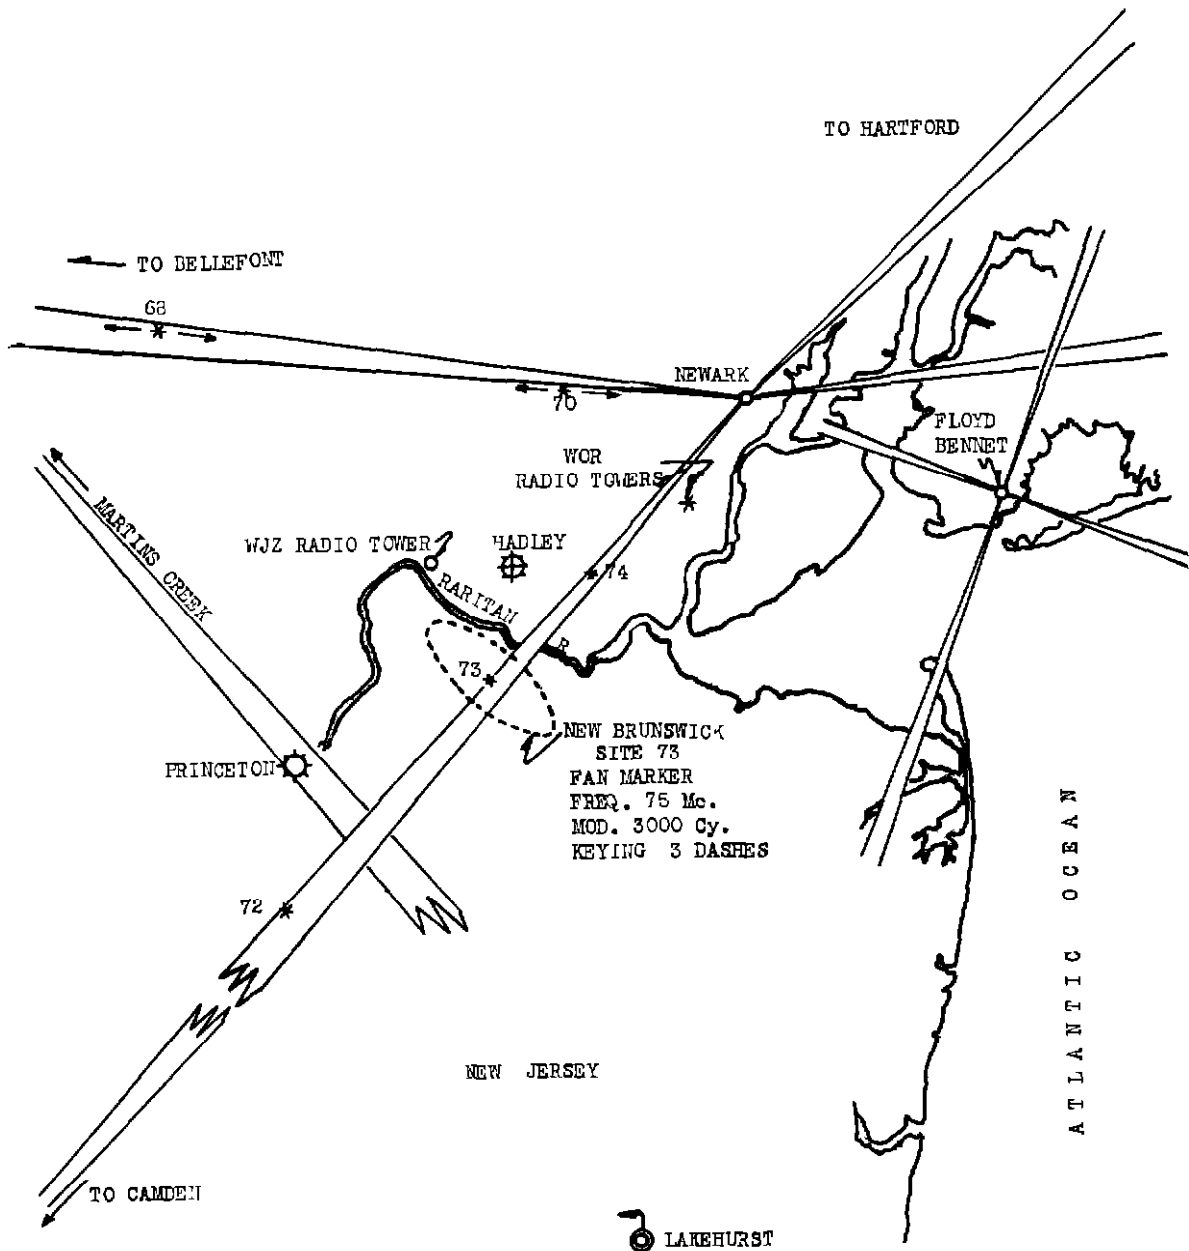 TO HARTFORD
TO BELLEFONT
68
NEWARK
70
FLOYD
BENNET
WOR
RADIO TOWERS
MARTINS CREEK
WJZ RADIO TOWER
HADLEY
74
RARITAN
R
73
NEW BRUNSWICK
SITE 73
FAN MARKER
FREQ. 75 Mc.
MOD. 3000 Cy.
KEYING 3 DASHES
PRINCETON
72
ATLANTIC OCEAN
NEW JERSEY
TO CAMDEN
LAKEHURST